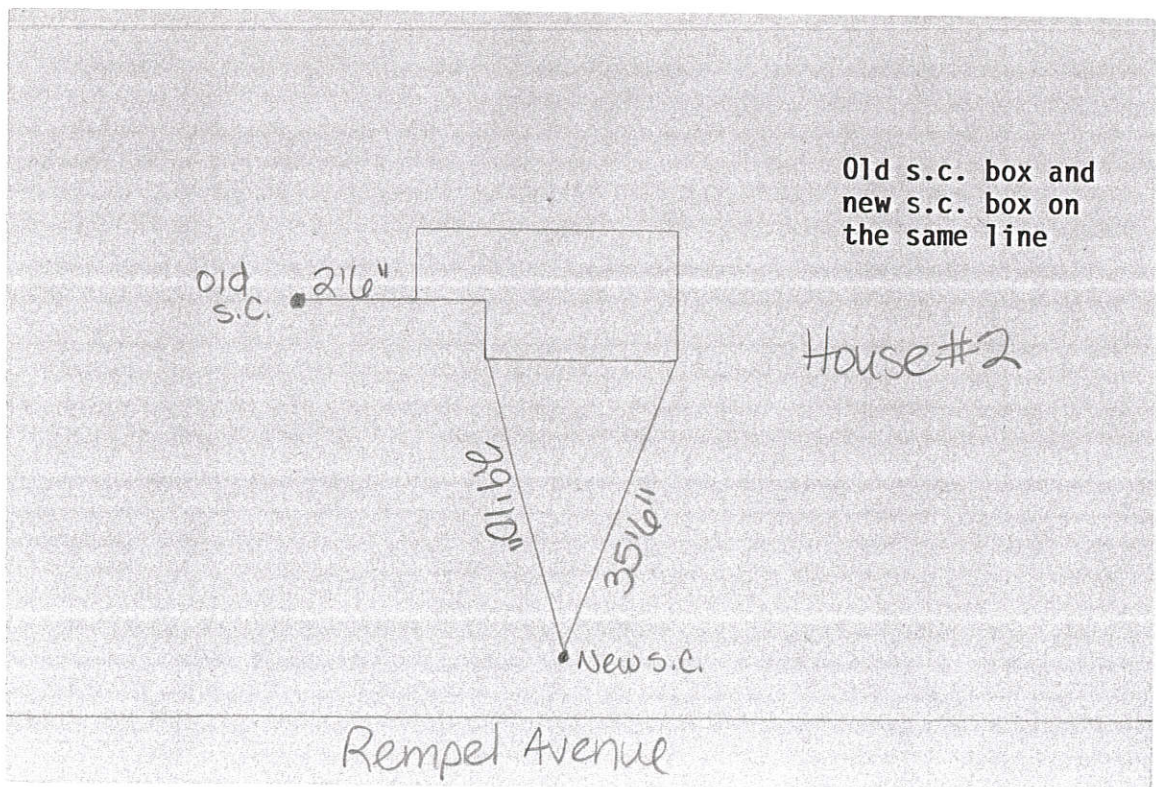 Old s.c. box and
new s.c. box on
the same line
old
s.c.
2'6"
House #2
29'10"
35'6"
New s.c.
Rempel Avenue